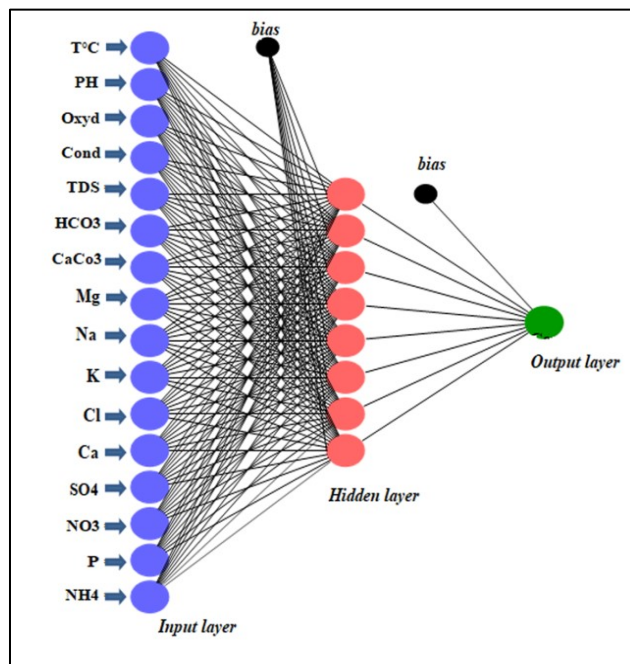 bias
T°C
PH
Oxyd
Cond
TDS
HCO3
CaCo3
Mg
Na
K
Cl
Ca
SO4
NO3
P
NH4
bias
Output layer
Hidden layer
Input layer